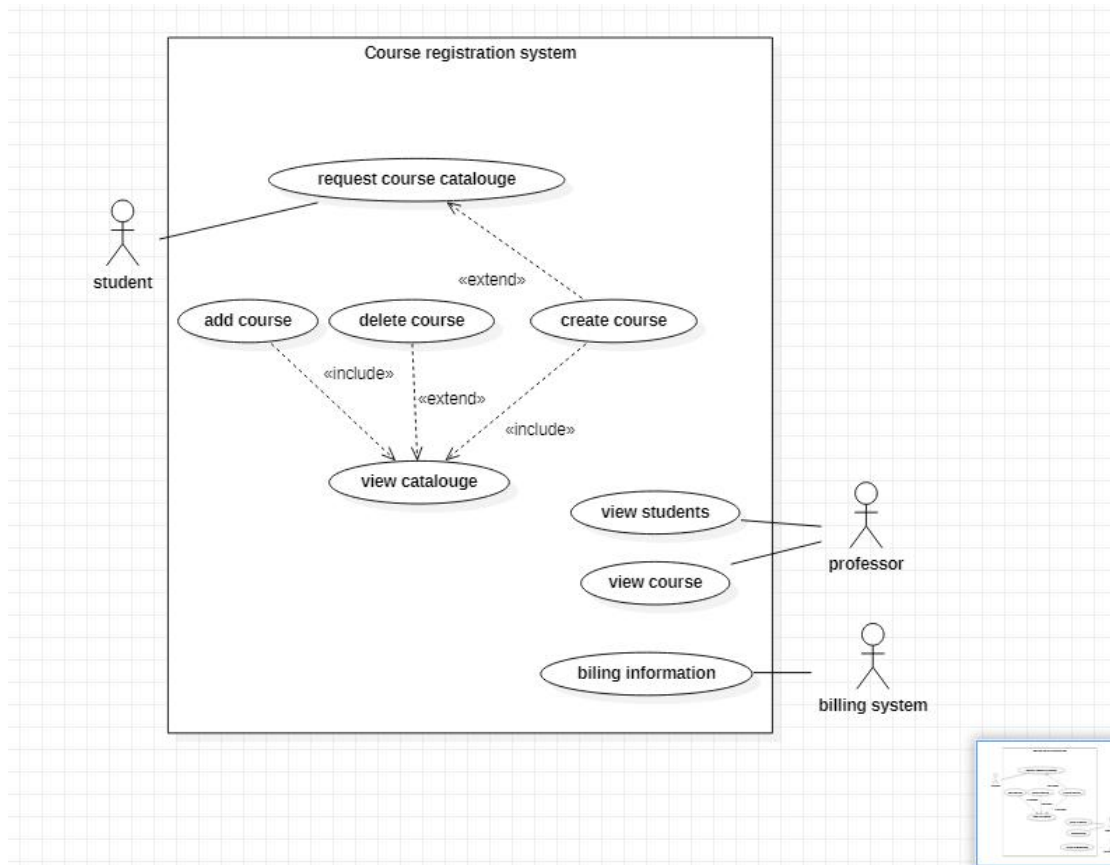 Course registration system
request course catalouge
student
«extend»
add course
delete course
create course
«include»
«extend»
«include»
view catalouge
view students
professor
view course
biling information
billing system